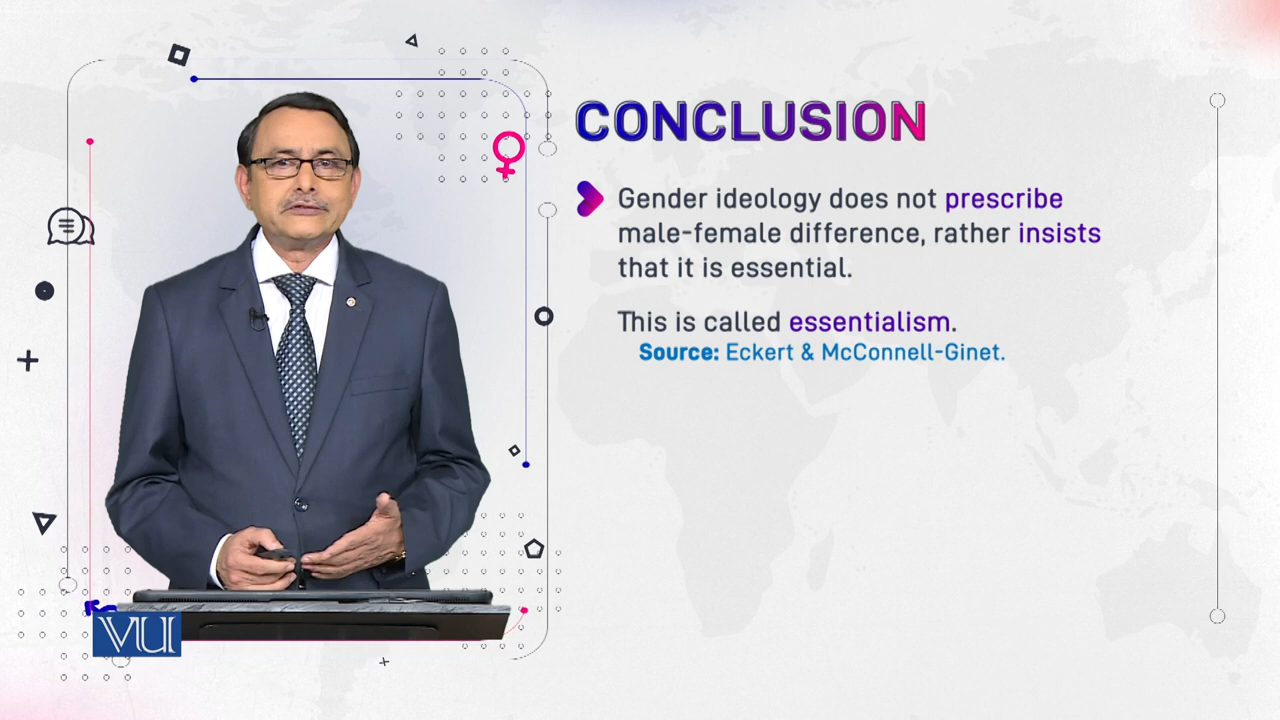 CONCLUSION
Gender ideology does not prescribe
male-female difference, rather insists
that it is essential.
This is called essentialism.
Source: Eckert & McConnell-Ginet.
VU